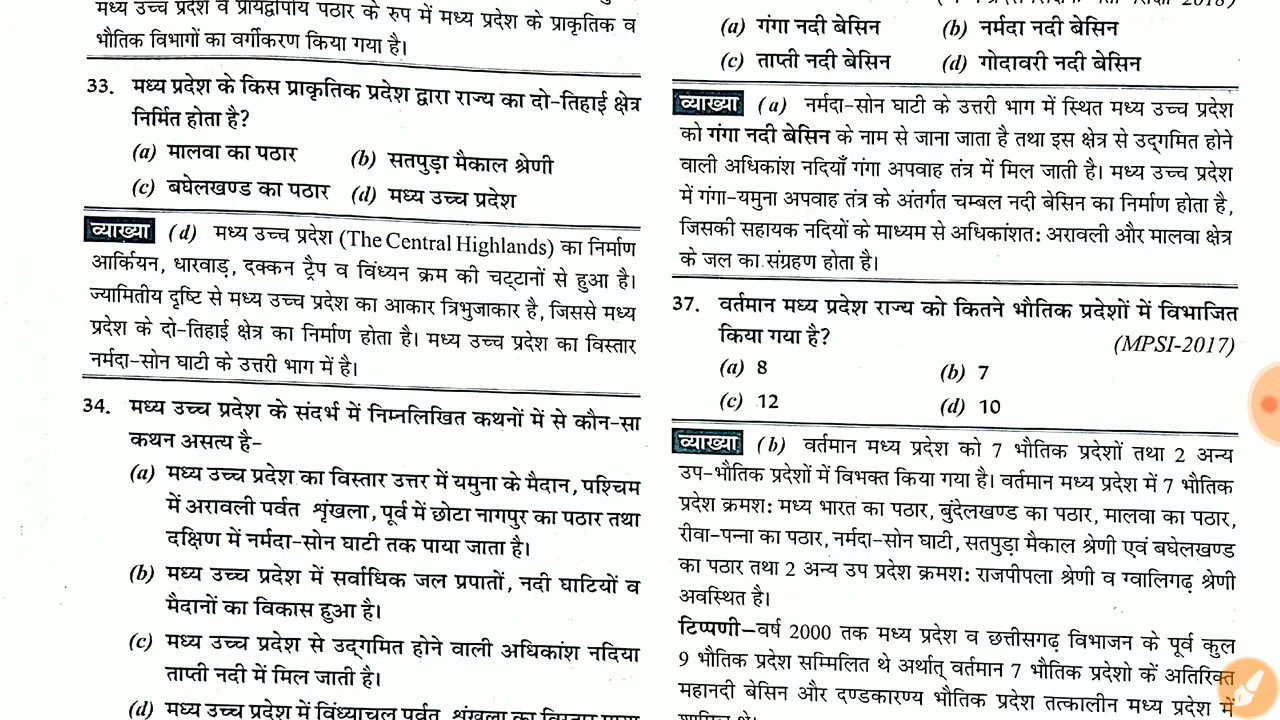 मध्य उच्च प्रदेश व प्रायद्वीपीय पठार के रुप में मध्य प्रदेश के प्राकृतिक व
भौतिक विभागों का वर्गीकरण किया गया है।
33. मध्य प्रदेश के किस प्राकृतिक प्रदेश द्वारा राज्य का दो-तिहाई क्षेत्र
निर्मित होता है?
(a) मालवा का पठार (b) सतपुड़ा मैकाल श्रेणी
(c) बघेलखण्ड का पठार (d) मध्य उच्च प्रदेश
व्याख्या (d) मध्य उच्च प्रदेश (The Central Highlands) का निर्माण
आर्कियन, धारवाड़, दक्कन ट्रैप व विंध्यन क्रम की चट्टानों से हुआ है।
ज्यामितीय दृष्टि से मध्य उच्च प्रदेश का आकार त्रिभुजाकार है, जिससे मध्य
प्रदेश के दो-तिहाई क्षेत्र का निर्माण होता है। मध्य उच्च प्रदेश का विस्तार
नर्मदा-सोन घाटी के उत्तरी भाग में है।
34. मध्य उच्च प्रदेश के संदर्भ में निम्नलिखित कथनों में से कौन-सा
कथन असत्य है-
(a) मध्य उच्च प्रदेश का विस्तार उत्तर में यमुना के मैदान, पश्चिम
में अरावली पर्वत श्रृंखला, पूर्व में छोटा नागपुर का पठार तथा
दक्षिण में नर्मदा-सोन घाटी तक पाया जाता है।
(b) मध्य उच्च प्रदेश में सर्वाधिक जल प्रपातों, नदी घाटियों व
मैदानों का विकास हुआ है।
(c) मध्य उच्च प्रदेश से उद्गमित होने वाली अधिकांश नदिया
ताप्ती नदी में मिल जाती है।
(d) मध्य उच्च प्रदेश में विंध्याचल पर्वत श्रृंखला का विस्तार पाया
(a) गंगा नदी बेसिन (b) नर्मदा नदी बेसिन
(c) ताप्ती नदी बेसिन (d) गोदावरी नदी बेसिन
व्याख्या (a) नर्मदा-सोन घाटी के उत्तरी भाग में स्थित मध्य उच्च प्रदेश
को गंगा नदी बेसिन के नाम से जाना जाता है तथा इस क्षेत्र से उद्गमित होने
वाली अधिकांश नदियाँ गंगा अपवाह तंत्र में मिल जाती है। मध्य उच्च प्रदेश
में गंगा-यमुना अपवाह तंत्र के अंतर्गत चम्बल नदी बेसिन का निर्माण होता है,
जिसकी सहायक नदियों के माध्यम से अधिकांशत: अरावली और मालवा क्षेत्र
के जल का संग्रहण होता है।
37. वर्तमान मध्य प्रदेश राज्य को कितने भौतिक प्रदेशों में विभाजित
किया गया है? (MPSI-2017)
(a) 8 (b) 7
(c) 12 (d) 10
व्याख्या (b) वर्तमान मध्य प्रदेश को 7 भौतिक प्रदेशों तथा 2 अन्य
उप-भौतिक प्रदेशों में विभक्त किया गया है। वर्तमान मध्य प्रदेश में 7 भौतिक
प्रदेश क्रमश: मध्य भारत का पठार, बुंदेलखण्ड का पठार, मालवा का पठार,
रीवा-पन्ना का पठार, नर्मदा-सोन घाटी, सतपुड़ा मैकाल श्रेणी एवं बघेलखण्ड
का पठार तथा 2 अन्य उप प्रदेश क्रमश: राजपीपला श्रेणी व ग्वालिगढ़ श्रेणी
अवस्थित है।
टिप्पणी-वर्ष 2000 तक मध्य प्रदेश व छत्तीसगढ़ विभाजन के पूर्व कुल
9 भौतिक प्रदेश सम्मिलित थे अर्थात् वर्तमान 7 भौतिक प्रदेशो कें अतिरिक्त
महानदी बेसिन और दण्डकारण्य भौतिक प्रदेश तत्कालीन मध्य प्रदेश में